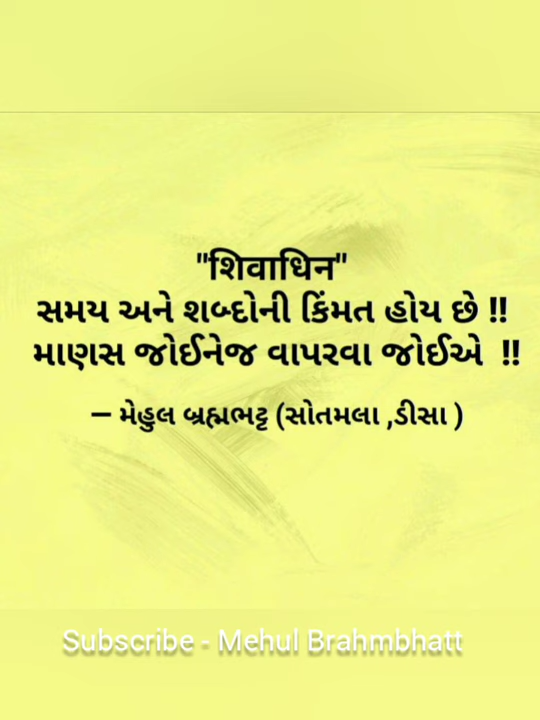 "शिवाधिन"
સમય અને શબ્દોની કિંમત હોય છે !!
માણસ જોઈનેજ વાપરવા જોઈએ !!
– મેહુલ બ્રહ્મભટ્ટ (સોતમલા ,ડીસા )
Subscribe - Mehul Brahmbhatt